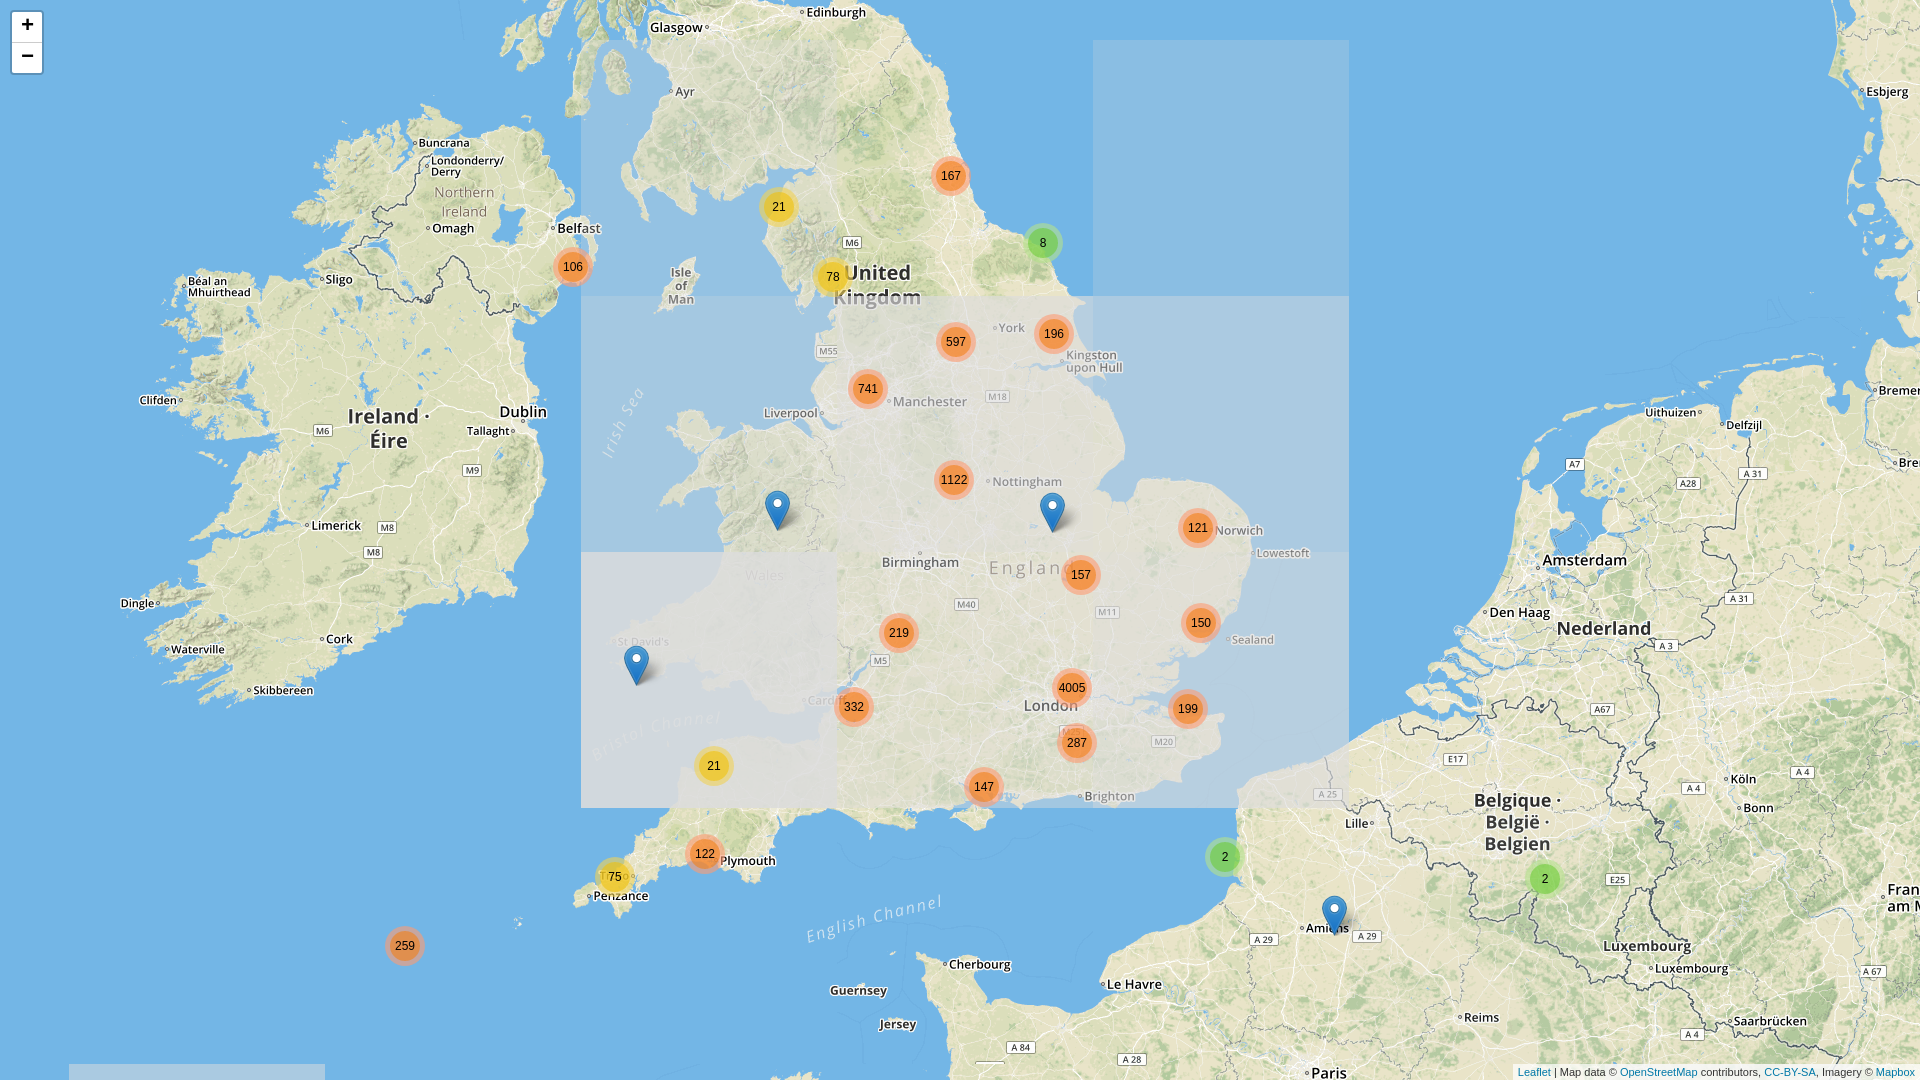 +
−
Glasgow
Edinburgh
Ayr
Esbjerg
Buncrana
Londonderry/
Derry
Northern
Ireland
Omagh
Belfast
167
21
8
M6
106
78
United
Kingdom
Isle
of
Man
Béal an
Mhuirthead
Sligo
York
597
196
M55
Kingston
upon Hull
741
Manchester
M18
Liverpool
Irish Sea
Clifden
Ireland ·
Éire
M6
Dublin
Tallaght
M9
Uithuizen
Delfzijl
Bremer
A7
A 31
A28
Bre
1122
Nottingham
121
Norwich
Lowestoft
Limerick
M8
M8
Birmingham
England
157
Wales
Amsterdam
Dingle
M40
M11
150
Sealand
Den Haag
A 31
Nederland
Cork
Waterville
St David's
219
M5
A 3
Skibbereen
4005
London
199
Cardiff
332
A67
Bristol Channel
287
M20
E17
21
147
Brighton
A 25
Köln
A 4
A 4
Bonn
Belgique ·
België ·
Belgien
Lille
122
Plymouth
2
75
Penzance
2
E25
Fran
am M
English Channel
Amiens
A 29
A 29
259
Luxembourg
Luxembourg
A 67
Cherbourg
Le Havre
Guernsey
Jersey
Reims
Saarbrücken
A 4
A 84
A 28
Paris
Leaflet | Map data © OpenStreetMap contributors, CC-BY-SA, Imagery © Mapbox